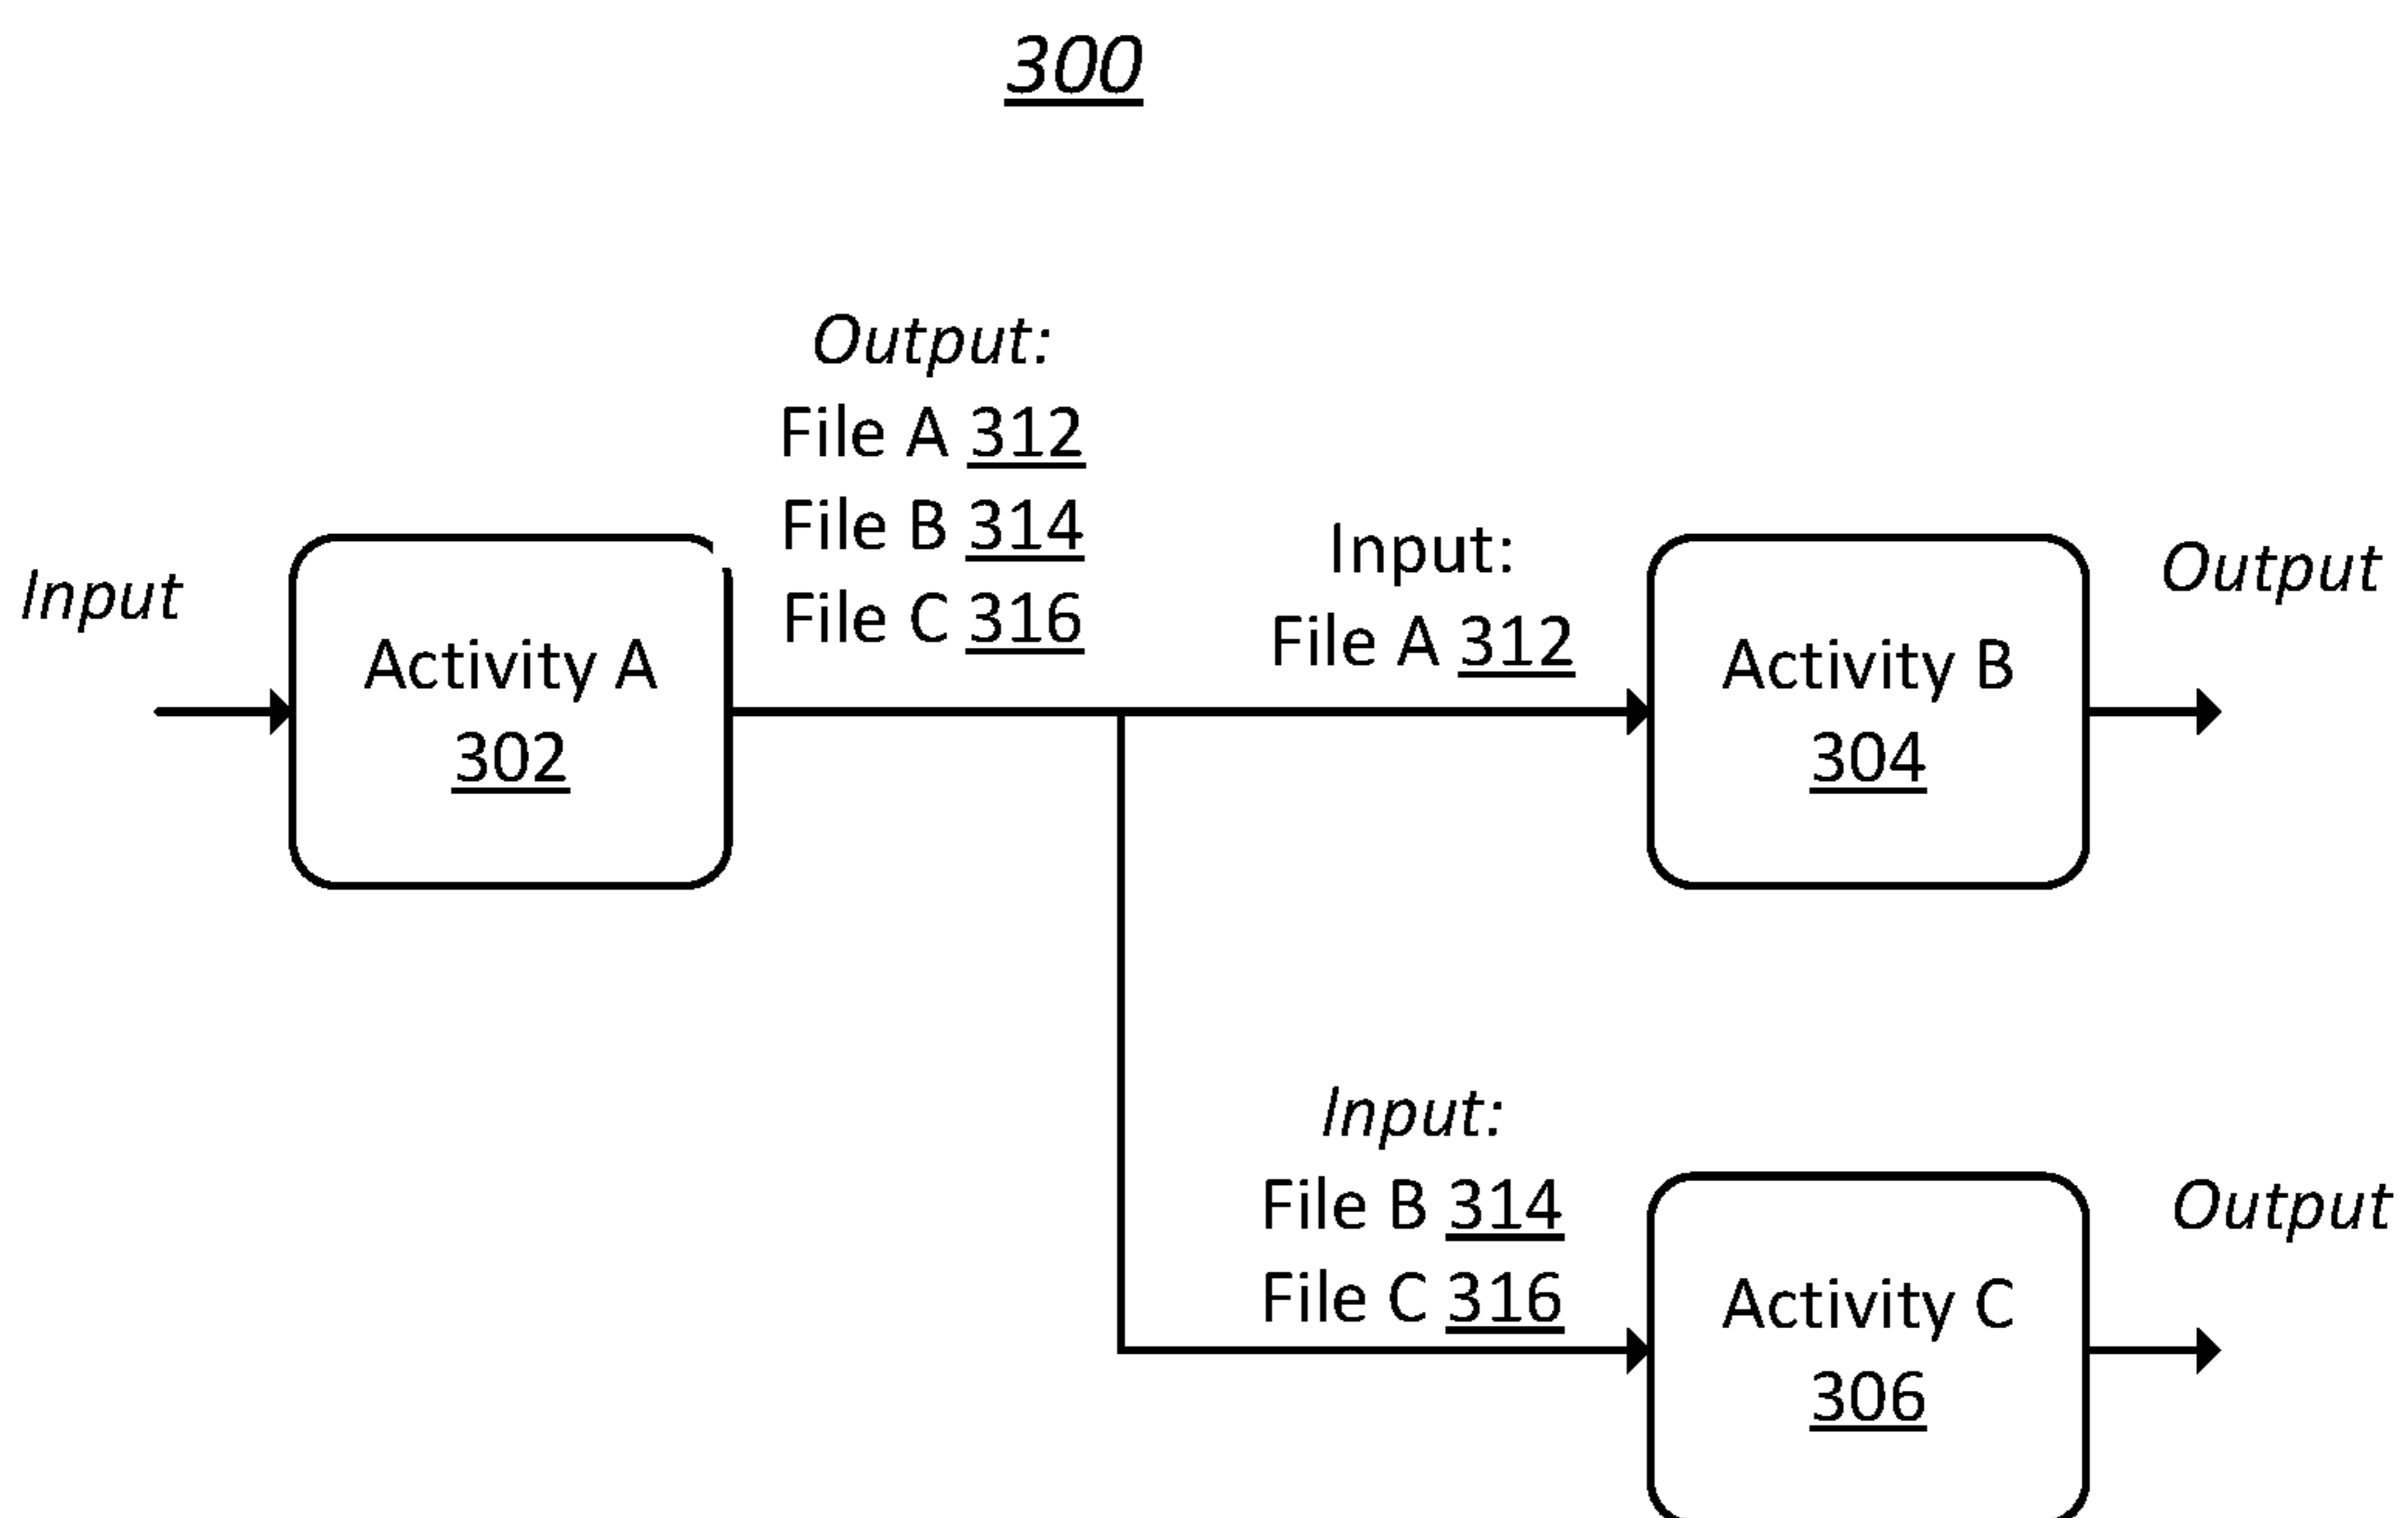 300
Output:
File A 312
File B 314
File C 316
Input
Activity A
302
Input:
File A 312
Activity B
304
Output
Input:
File B 314
File C 316
Activity C
306
Output